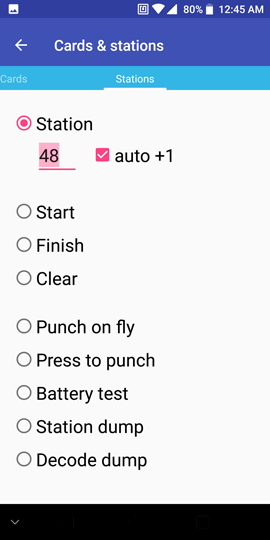 80% 12:45 AM
Cards & stations
Cards Stations
Station
48 auto +1
Start
Finish
Clear
Punch on fly
Press to punch
Battery test
Station dump
Decode dump